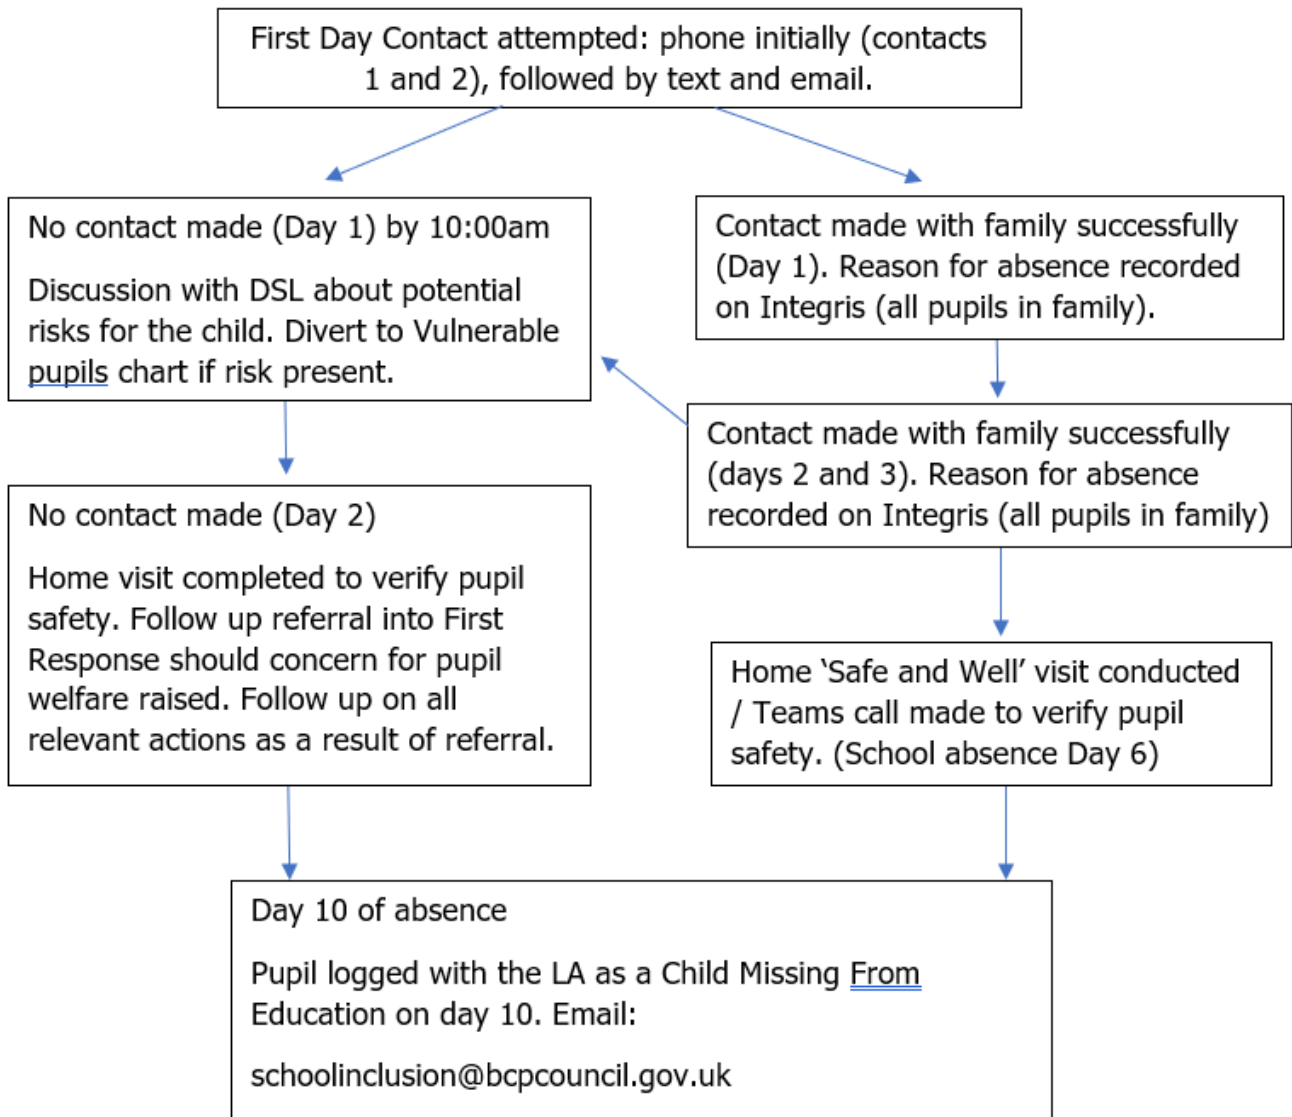 First Day Contact attempted: phone initially (contacts
1 and 2), followed by text and email.
No contact made (Day 1) by 10:00am
Discussion with DSL about potential
risks for the child. Divert to Vulnerable
pupils chart if risk present.
Contact made with family successfully
(Day 1). Reason for absence recorded
on Integris (all pupils in family).
Contact made with family successfully
(days 2 and 3). Reason for absence
recorded on Integris (all pupils in family)
No contact made (Day 2)
Home visit completed to verify pupil
safety. Follow up referral into First
Response should concern for pupil
welfare raised. Follow up on all
relevant actions as a result of referral.
Home ‘Safe and Well’ visit conducted
/ Teams call made to verify pupil
safety. (School absence Day 6)
Day 10 of absence
Pupil logged with the LA as a Child Missing From
Education on day 10. Email:
schoolinclusion@bcpcouncil.gov.uk